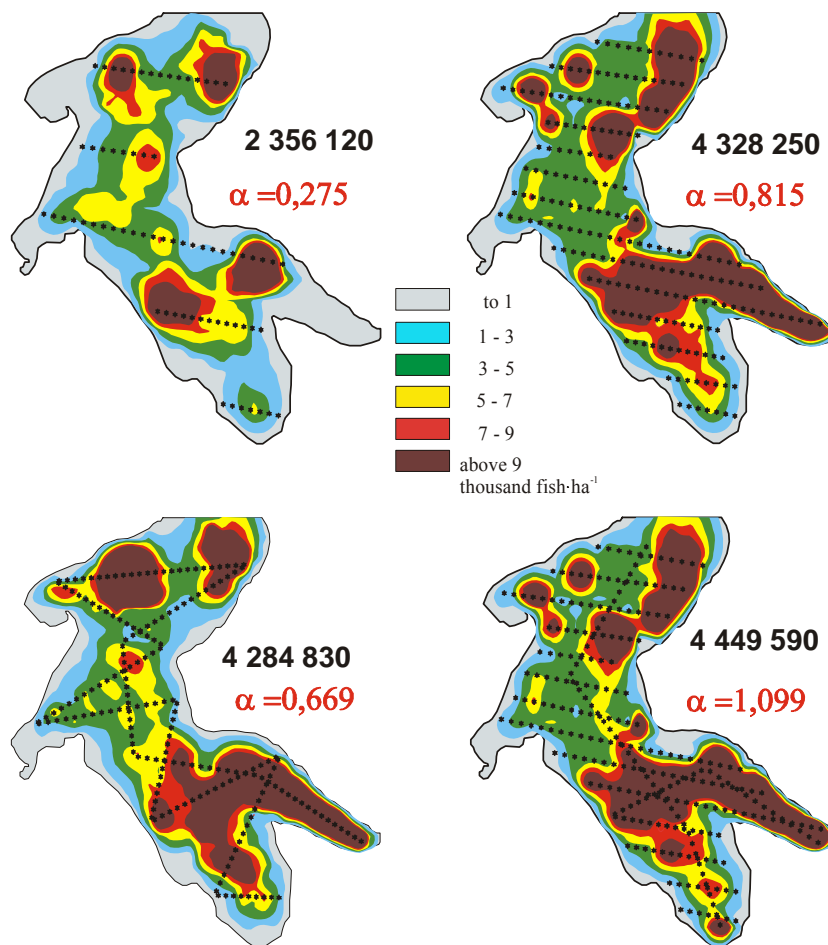 2 356 120
α =0,275
4 328 250
α =0,815
to 1
1 - 3
3 - 5
5 - 7
7 - 9
above 9
thousand fish·ha⁻¹
4 284 830
α =0,669
4 449 590
α =1,099